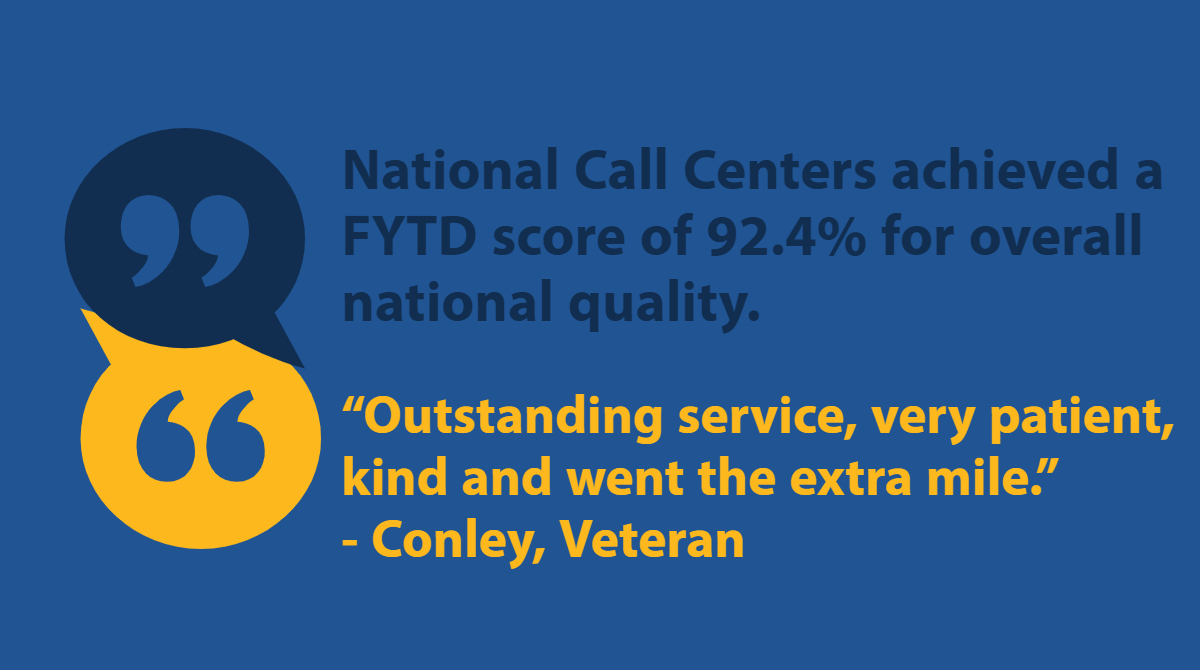 National Call Centers achieved a
FYTD score of 92.4% for overall
national quality.
“Outstanding service, very patient,
kind and went the extra mile.”
- Conley, Veteran